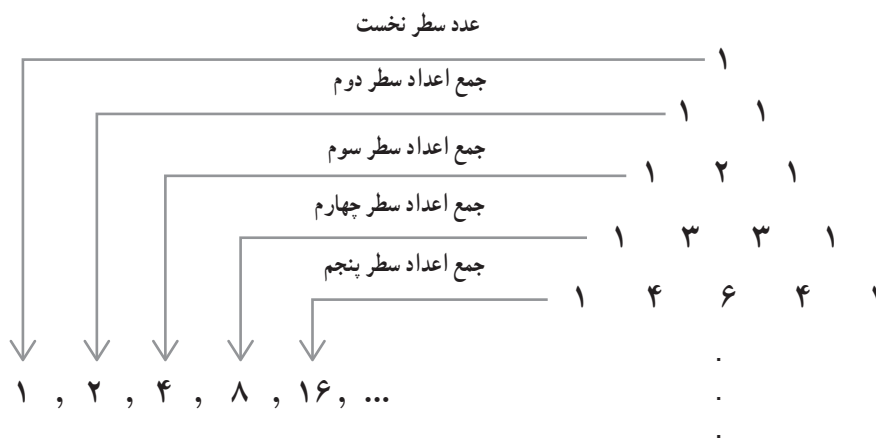 عدد سطر نخست
۱
جمع اعداد سطر دوم
۱ ۱
جمع اعداد سطر سوم
۱ ۲ ۱
جمع اعداد سطر چهارم
۱ ۳ ۳ ۱
جمع اعداد سطر پنجم
۱ ۴ ۶ ۴ ۱
.
.
.
۱ , ۲ , ۴ , ۸ , ۱۶, ...